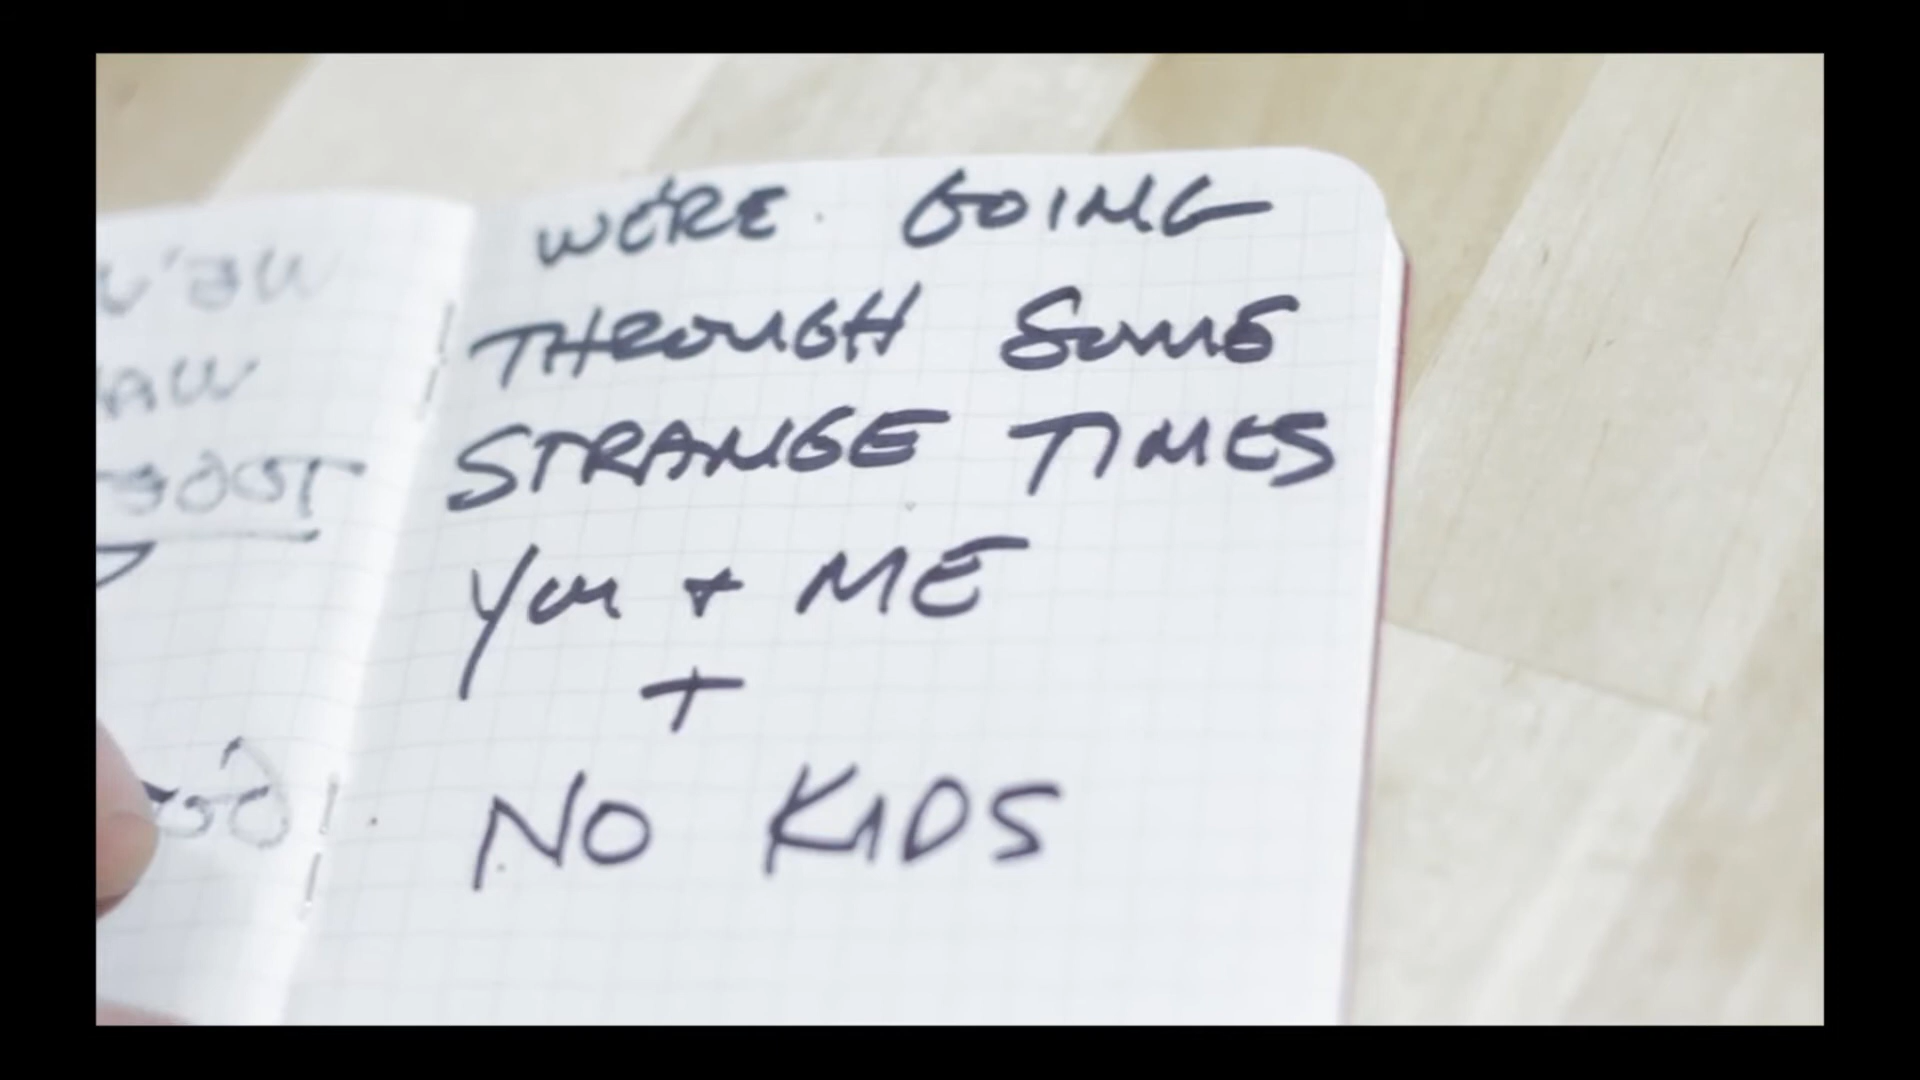 WE'RE GOING
THROUGH SOME
STRANGE TIMES
YOU + ME
+
NO KIDS